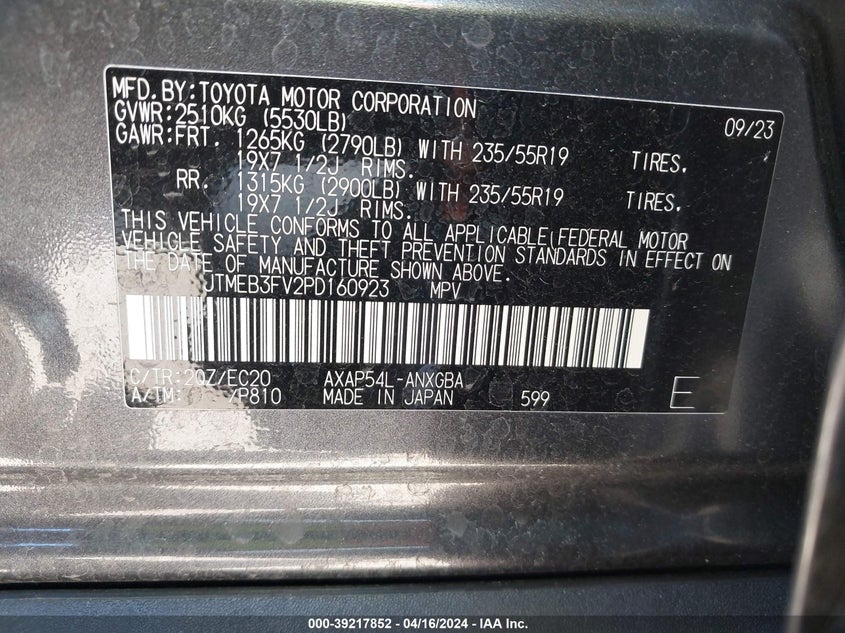 MFD.BY:TOYOTA MOTOR CORPORATION 09/23
GVWR:2510KG (5530LB)
GAWR:FRT. 1265KG (2790LB) WITH 235/55R19 TIRES.
19X7 1/2J RIMS.
RR. 1315KG (2900LB) WITH 235/55R19 TIRES.
19X7 1/2J RIMS.
THIS VEHICLE CONFORMS TO ALL APPLICABLE FEDERAL MOTOR
VEHICLE SAFETY AND THEFT PREVENTION STANDARDS IN EFFECT ON
THE DATE OF MANUFACTURE SHOWN ABOVE.
JTMEB3FV2PD160923 MPV
C/TR:2QZ/EC20 AXAP54L-ANXGBA
A/TM: /P810 MADE IN JAPAN 599 E
000-39217852 - 04/16/2024 - IAA Inc.